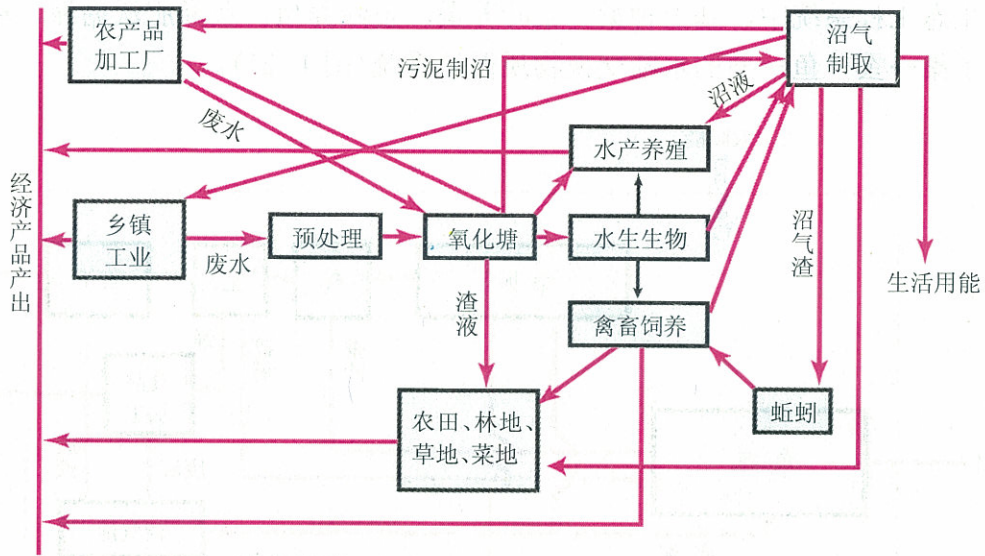 农产品
加工厂
沼气
制取
污泥制沼
沼液
废水
水产养殖
经济产品产出
乡镇
工业
废水
预处理
氧化塘
水生生物
沼气渣
生活用能
渣液
禽畜饲养
蚯蚓
农田、林地、
草地、菜地